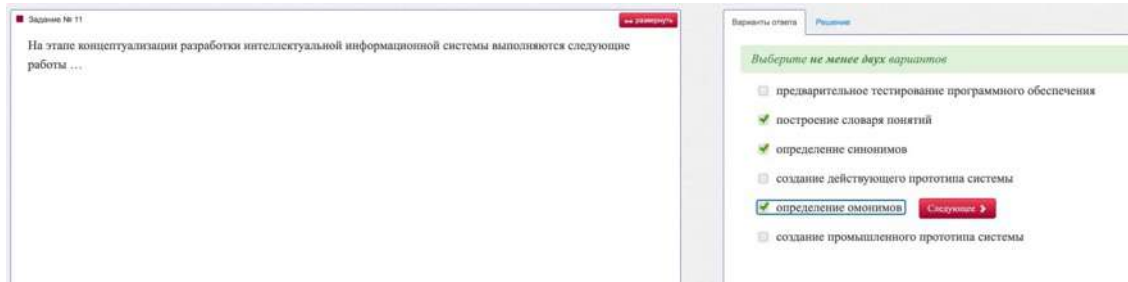 Задание № 11
развернуть
На этапе концептуализации разработки интеллектуальной информационной системы выполняются следующие
работы …
Варианты ответа
Решение
Выберите не менее двух вариантов
предварительное тестирование программного обеспечения
построение словаря понятий
определение синонимов
создание действующего прототипа системы
определение омонимов
Следующее
создание промышленного прототипа системы